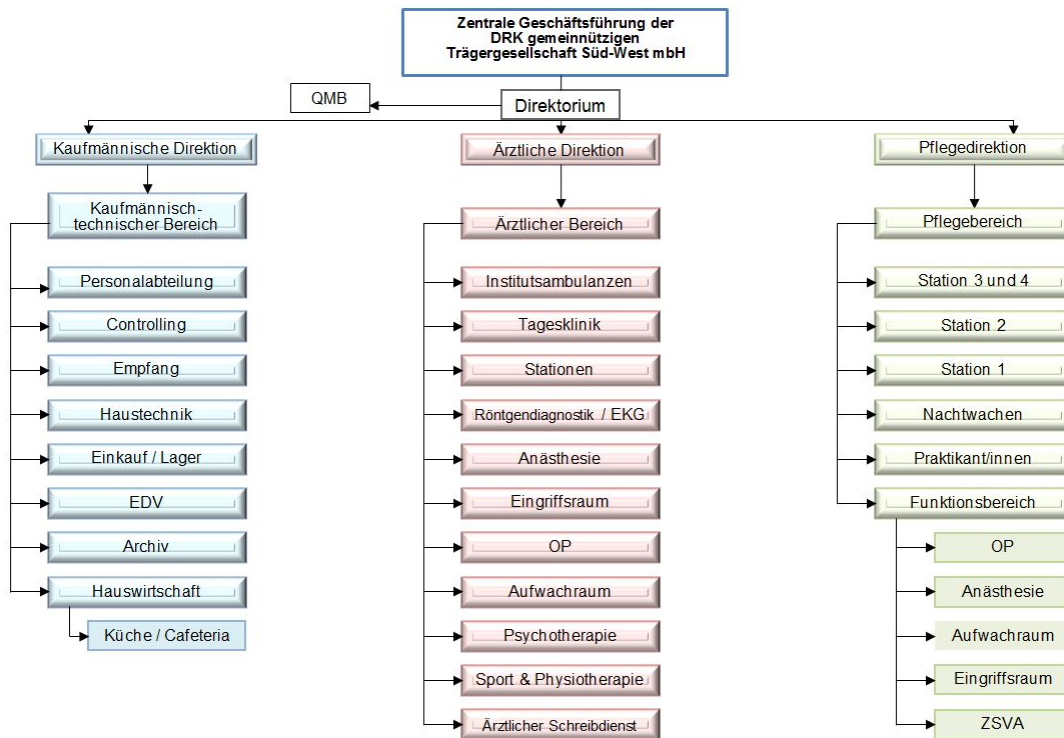 Zentrale Geschäftsführung der
DRK gemeinnützigen
Trägergesellschaft Süd-West mbH
QMB
Direktorium
Kaufmännische Direktion
Kaufmännisch-
technischer Bereich
Personalabteilung
Controlling
Empfang
Haustechnik
Einkauf / Lager
EDV
Archiv
Hauswirtschaft
Küche / Cafeteria
Ärztliche Direktion
Ärztlicher Bereich
Institutsambulanzen
Tagesklinik
Stationen
Röntgendiagnostik / EKG
Anästhesie
Eingriffsraum
OP
Aufwachraum
Psychotherapie
Sport & Physiotherapie
Ärztlicher Schreibdienst
Pflegedirektion
Pflegebereich
Station 3 und 4
Station 2
Station 1
Nachtwachen
Praktikant/innen
Funktionsbereich
OP
Anästhesie
Aufwachraum
Eingriffsraum
ZSVA